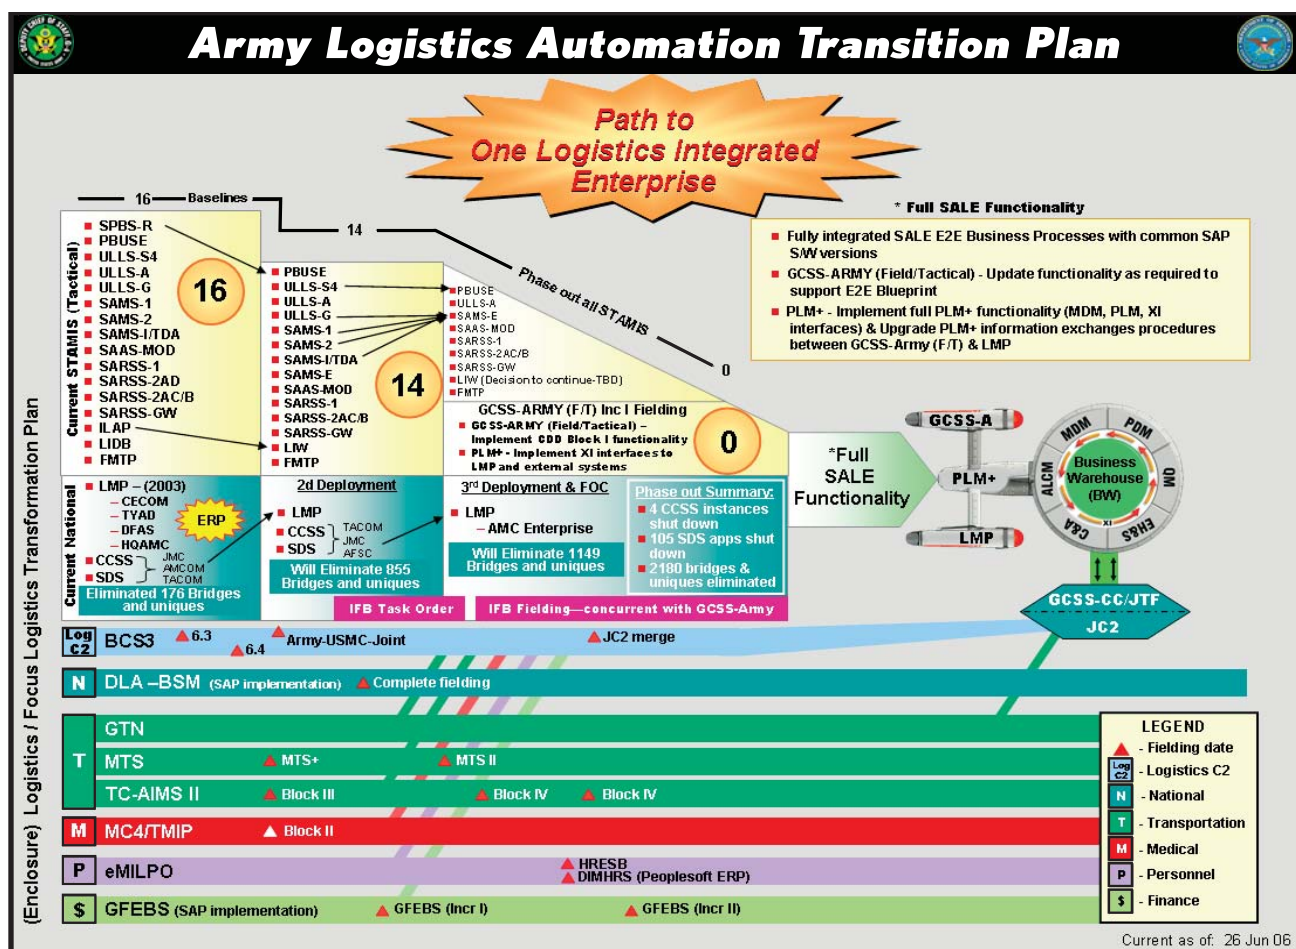 Army Logistics Automation Transition Plan
Path to
One Logistics Integrated
Enterprise
16 Baselines
14
Phase out all STAMIS
0
* Full SALE Functionality
Fully integrated SALE E2E Business Processes with common SAP
S/W versions
GCSS-ARMY (Field/Tactical) - Update functionality as required to
support E2E Blueprint
PLM+ - Implement full PLM+ functionality (MDM, PLM, XI
interfaces) & Upgrade PLM+ information exchanges procedures
between GCSS-Army (F/T) & LMP
(Enclosure) Logistics / Focus Logistics Transformation Plan
Current STAMIS (Tactical)
SPBS-R
PBUSE
ULLS-S4
ULLS-A
ULLS-G
SAMS-1
SAMS-2
SAMS-I/TDA
SAAS-MOD
SARSS-1
SARSS-2AD
SARSS-2AC/B
SARSS-GW
ILAP
LIDB
FMTP
16
PBUSE
ULLS-S4
ULLS-A
ULLS-G
SAMS-1
SAMS-2
SAMS-I/TDA
SAMS-E
SAAS-MOD
SARSS-1
SARSS-2AC/B
SARSS-GW
LIW
FMTP
14
PBUSE
ULLS-A
SAMS-E
SAAS-MOD
SARSS-1
SARSS-2AC/B
SARSS-GW
LIW (Decision to continue-TBD)
FMTP
GCSS-ARMY (F/T) Inc I Fielding
GCSS-ARMY (Field/Tactical) –
Implement CDD Block I functionality
PLM+ - Implement XI interfaces to
LMP and external systems
0
*Full
SALE
Functionality
GCSS-A
PLM+
LMP
MDM
PDM
QM
EH&S
C&A
ALCM
XI
Business
Warehouse
(BW)
Current National
LMP – (2003)
– CECOM
– TYAD
– DFAS
– HQAMC
ERP
CCSS
SDS
JMC
AMCOM
TACOM
Eliminated 176 Bridges
and uniques
2d Deployment
LMP
CCSS
SDS
TACOM
JMC
AFSC
Will Eliminate 855
Bridges and uniques
3rd Deployment & FOC
LMP
– AMC Enterprise
Will Eliminate 1149
Bridges and uniques
Phase out Summary:
4 CCSS instances
shut down
105 SDS apps shut
down
2180 bridges &
uniques eliminated
IFB Task Order
IFB Fielding—concurrent with GCSS-Army
GCSS-CC/JTF
JC2
Log
C2
BCS3
6.3
6.4
Army-USMC-Joint
JC2 merge
N
DLA –BSM (SAP implementation)
Complete fielding
T
GTN
MTS
MTS+
MTS II
TC-AIMS II
Block III
Block IV
Block IV
M
MC4/TMIP
Block II
P
eMILPO
HRESB
DIMHRS (Peoplesoft ERP)
$
GFEBS (SAP implementation)
GFEBS (Incr I)
GFEBS (Incr II)
LEGEND
- Fielding date
Log
C2
- Logistics C2
N
- National
T
- Transportation
M
- Medical
P
- Personnel
$
- Finance
Current as of: 26 Jun 06